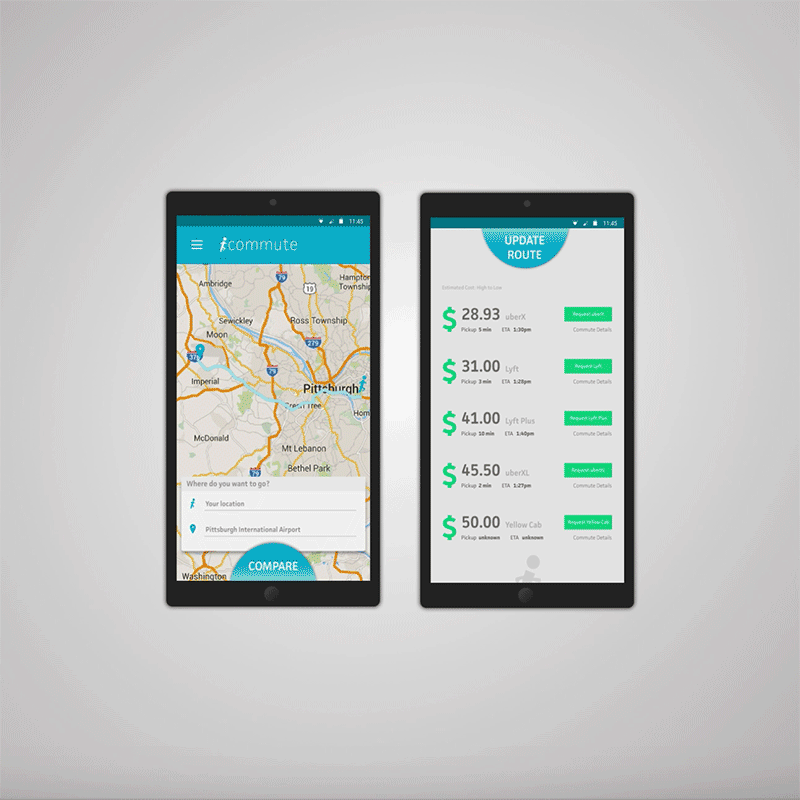 11:45
icommute
79
19
Hampton
Township
Ambridge
Sewickley
Ross Township
Moon
376
279
79
Imperial
Pittsburgh
Green Tree
Hom
McDonald
Mt Lebanon
Bethel Park
79
Where do you want to go?
Your location
Pittsburgh International Airport
COMPARE
Washington
11:45
UPDATE
ROUTE
Estimated Cost: High to Low
$ 28.93 uberX Request uberX
Pickup 5 min ETA 1:30pm Commute Details
$ 31.00 Lyft Request Lyft
Pickup 3 min ETA 1:28pm Commute Details
$ 41.00 Lyft Plus Request Lyft Plus
Pickup 10 min ETA 1:40pm Commute Details
$ 45.50 uberXL Request uberXL
Pickup 2 min ETA 1:27pm Commute Details
$ 50.00 Yellow Cab Request Yellow Cab
Pickup unknown ETA unknown Commute Details